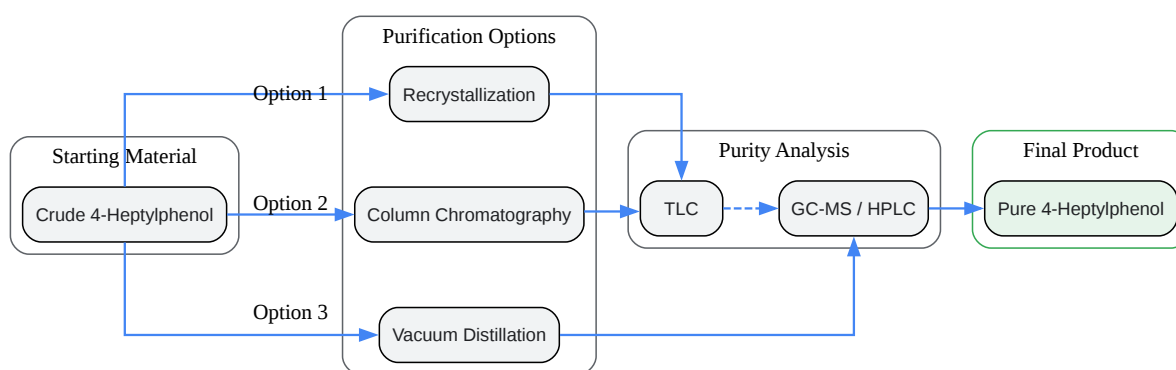 Purification Options
Option 1
Recrystallization
Starting Material
Crude 4-Heptylphenol
Option 2
Column Chromatography
Option 3
Vacuum Distillation
Purity Analysis
TLC
GC-MS / HPLC
Final Product
Pure 4-Heptylphenol